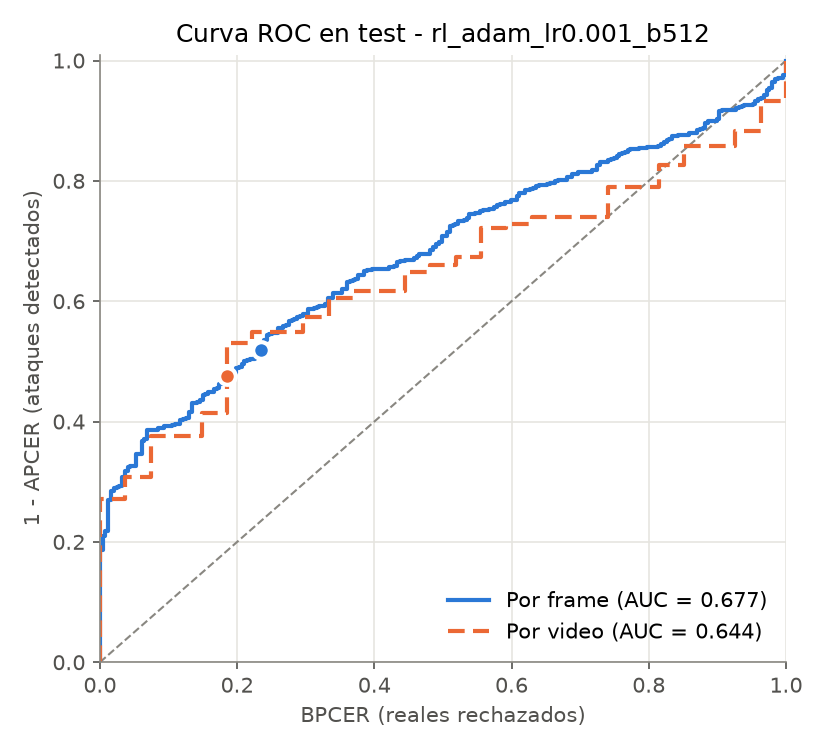 Curva ROC en test - rl_adam_lr0.001_b512
1 - APCER (ataques detectados)
1.0
0.8
0.6
0.4
0.2
0.0
Por frame (AUC = 0.677)
Por video (AUC = 0.644)
0.0 0.2 0.4 0.6 0.8 1.0
BPCER (reales rechazados)